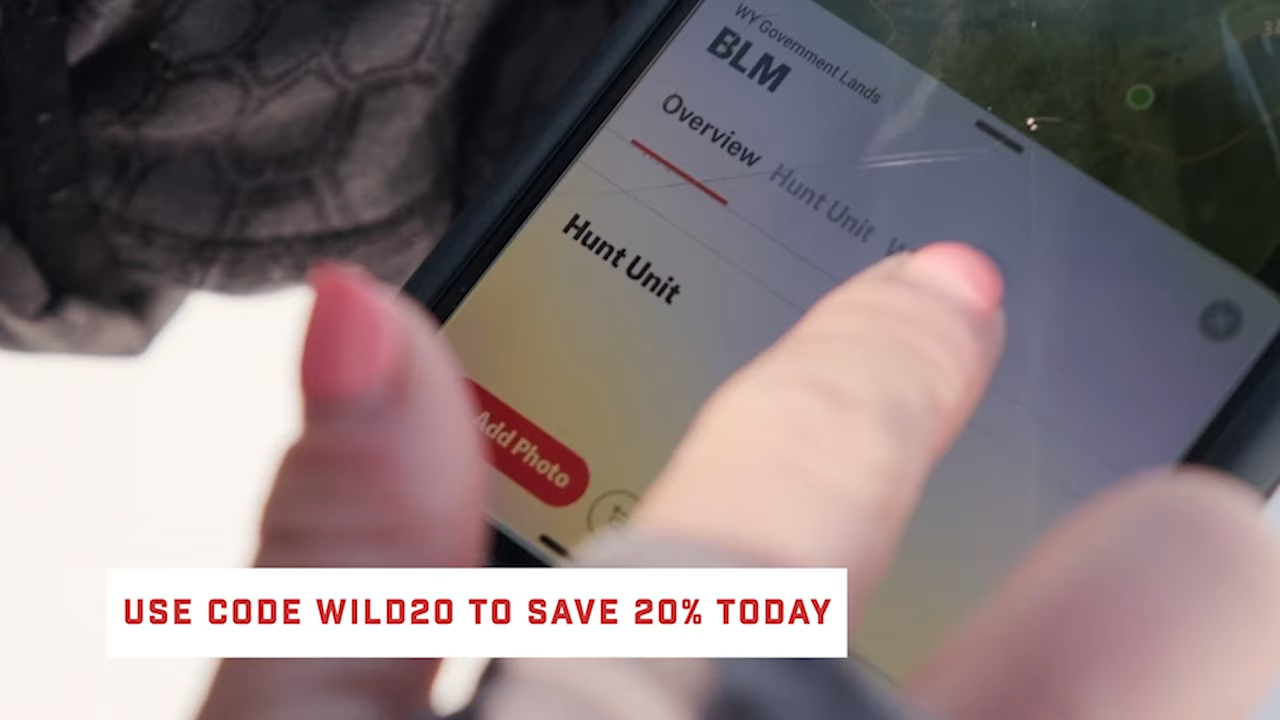 WY Government Lands
BLM
Overview Hunt Unit
Hunt Unit
Add Photo
USE CODE WILD20 TO SAVE 20% TODAY